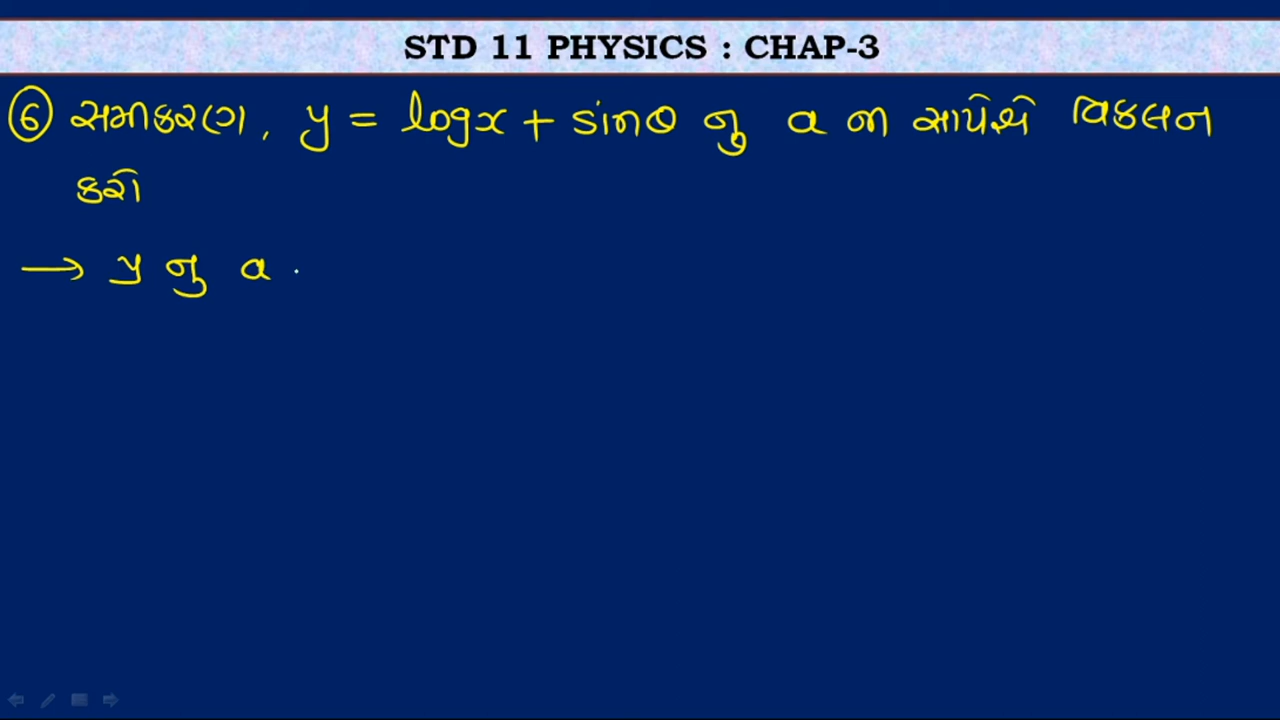 STD 11 PHYSICS : CHAP-3
⑥ સમીકરણ, y = logx + sinθ નુ a ના સાપેક્ષે વિકલન
કરો
→ y નુ a